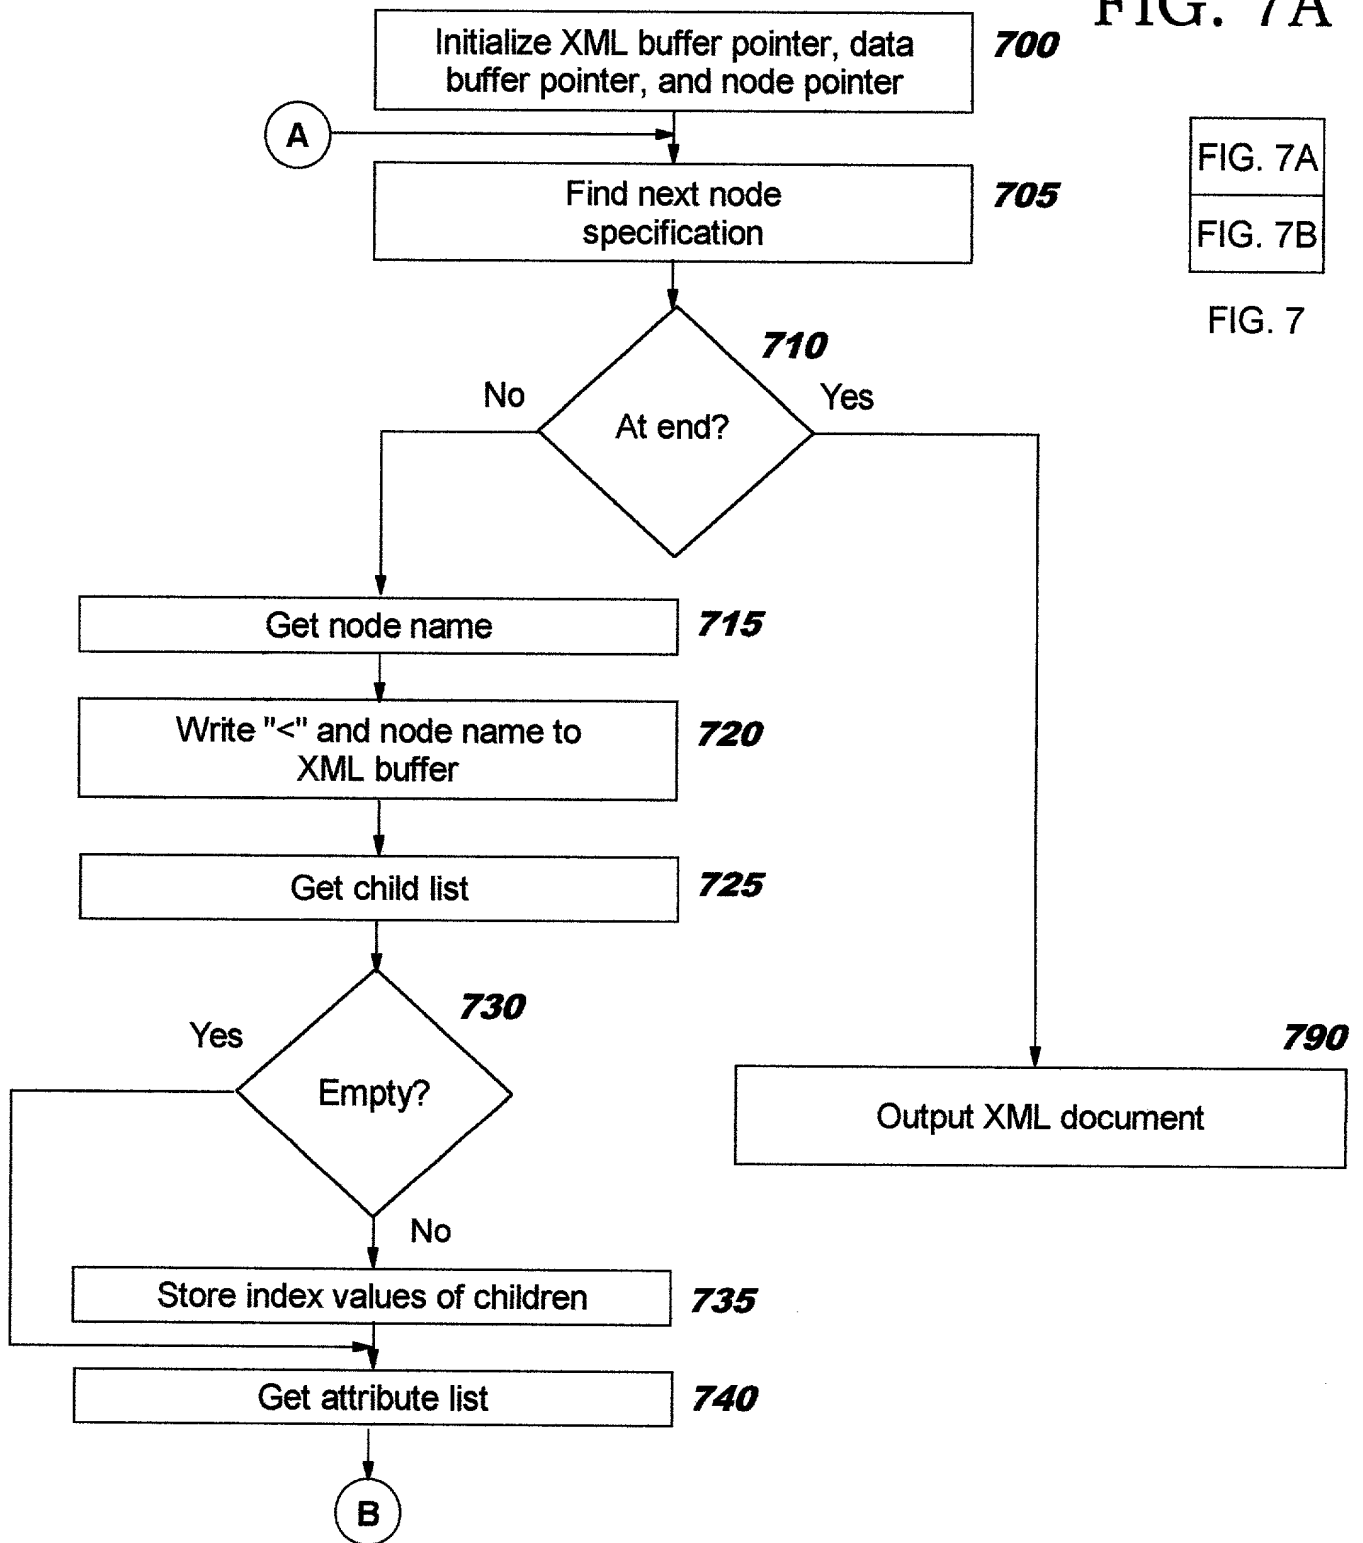 FIG. 7A
Initialize XML buffer pointer, data
buffer pointer, and node pointer
700
A
Find next node
specification
705
FIG. 7A
FIG. 7B
FIG. 7
710
No
Yes
At end?
Get node name
715
Write "<" and node name to
XML buffer
720
Get child list
725
730
Yes
Empty?
790
Output XML document
No
Store index values of children
735
Get attribute list
740
B